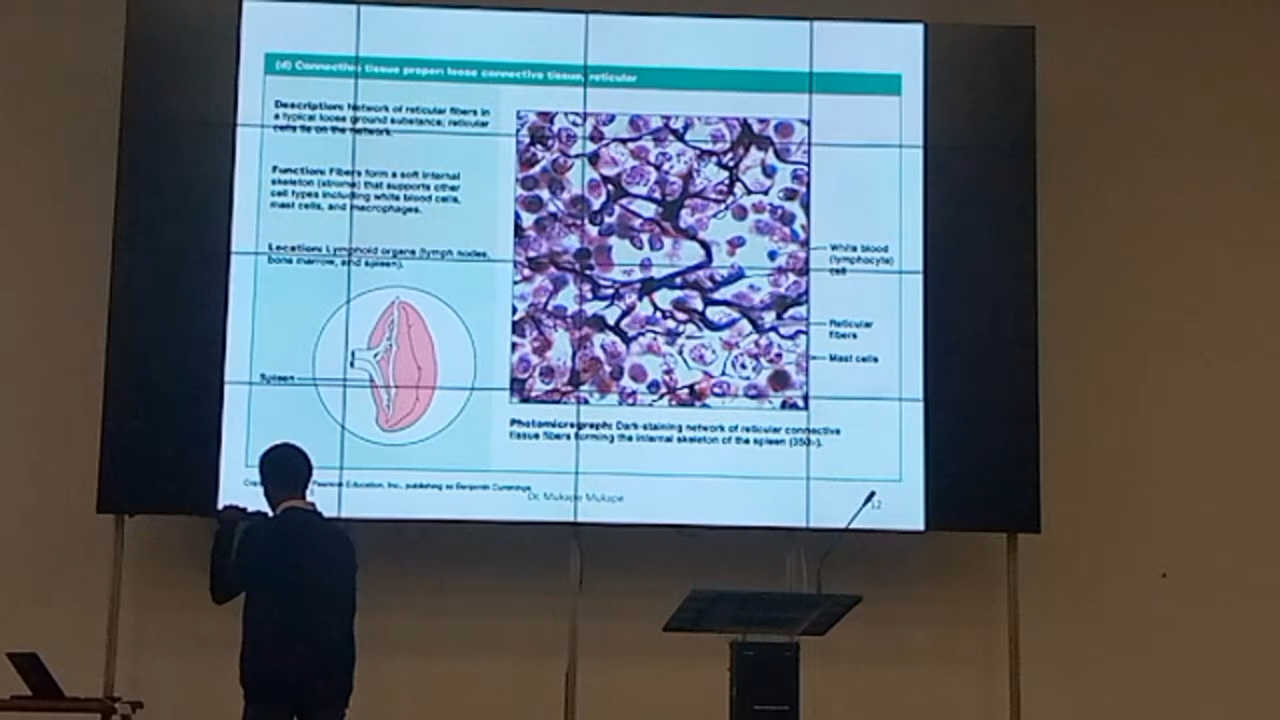 (d) Connective tissue proper: loose connective tissue, reticular
Description: Network of reticular fibers in
a typical loose ground substance; reticular
cells lie on the network.
Function: Fibers form a soft internal
skeleton (stroma) that supports other
cell types including white blood cells,
mast cells, and macrophages.
Location: Lymphoid organs (lymph nodes,
bone marrow, and spleen).
Spleen
White blood
(lymphocyte)
cell
Reticular
fibers
Mast cells
Photomicrograph: Dark-staining network of reticular connective
tissue fibers forming the internal skeleton of the spleen (350×).
Pearson Education, Inc., publishing as Benjamin Cummings.
Dr. Mukape Mukape
12